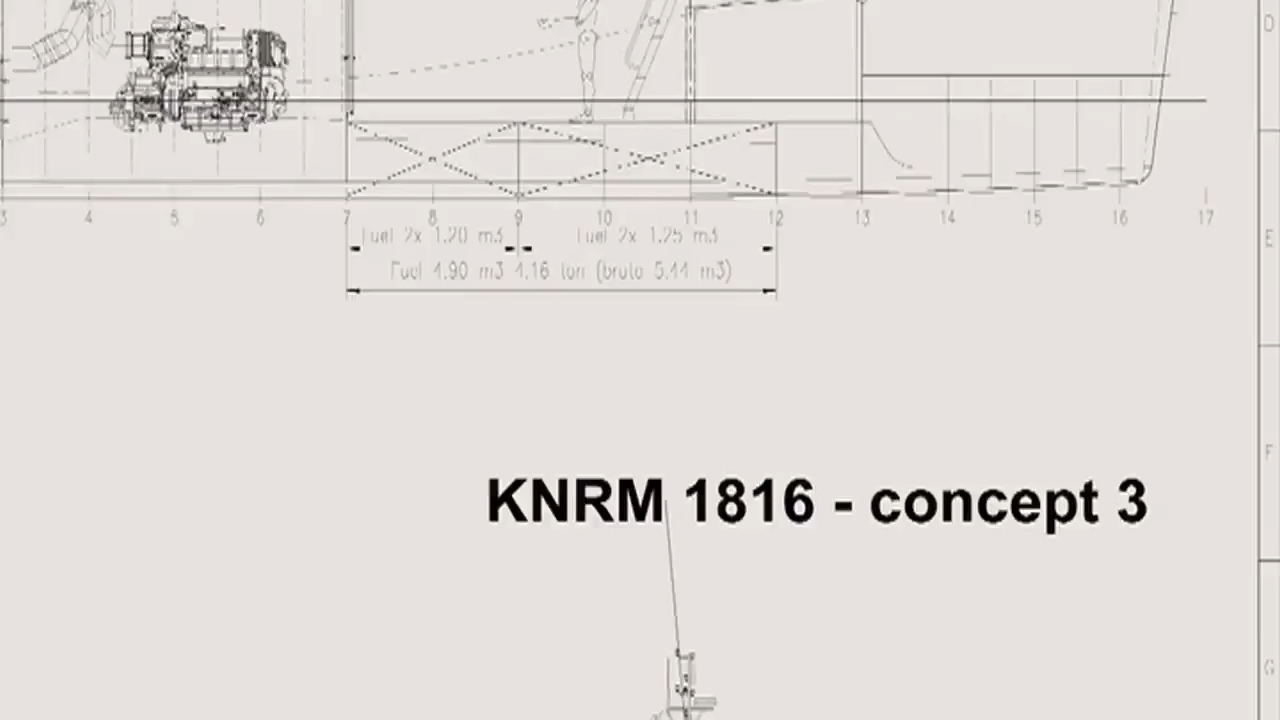 D
3 4 5 6 7 8 9 10 11 12 13 14 15 16 17
Fuel 2x 1.20 m3 Fuel 2x 1.25 m3
E
Fuel 4.90 m3 4.16 ton (bruto 5.44 m3)
F
KNRM 1816 - concept 3
G